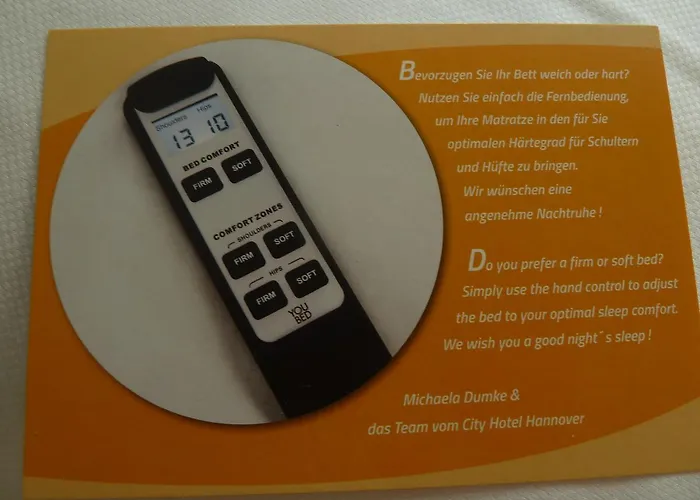 Shoulders Hips
13 10
BED COMFORT
FIRM SOFT
COMFORT ZONES
SHOULDERS
FIRM SOFT
HIPS
FIRM SOFT
YOU
BED
Bevorzugen Sie Ihr Bett weich oder hart?
Nutzen Sie einfach die Fernbedienung,
um Ihre Matratze in den für Sie
optimalen Härtegrad für Schultern
und Hüfte zu bringen.
Wir wünschen eine
angenehme Nachtruhe!
Do you prefer a firm or soft bed?
Simply use the hand control to adjust
the bed to your optimal sleep comfort.
We wish you a good night´s sleep!
Michaela Dumke &
das Team vom City Hotel Hannover